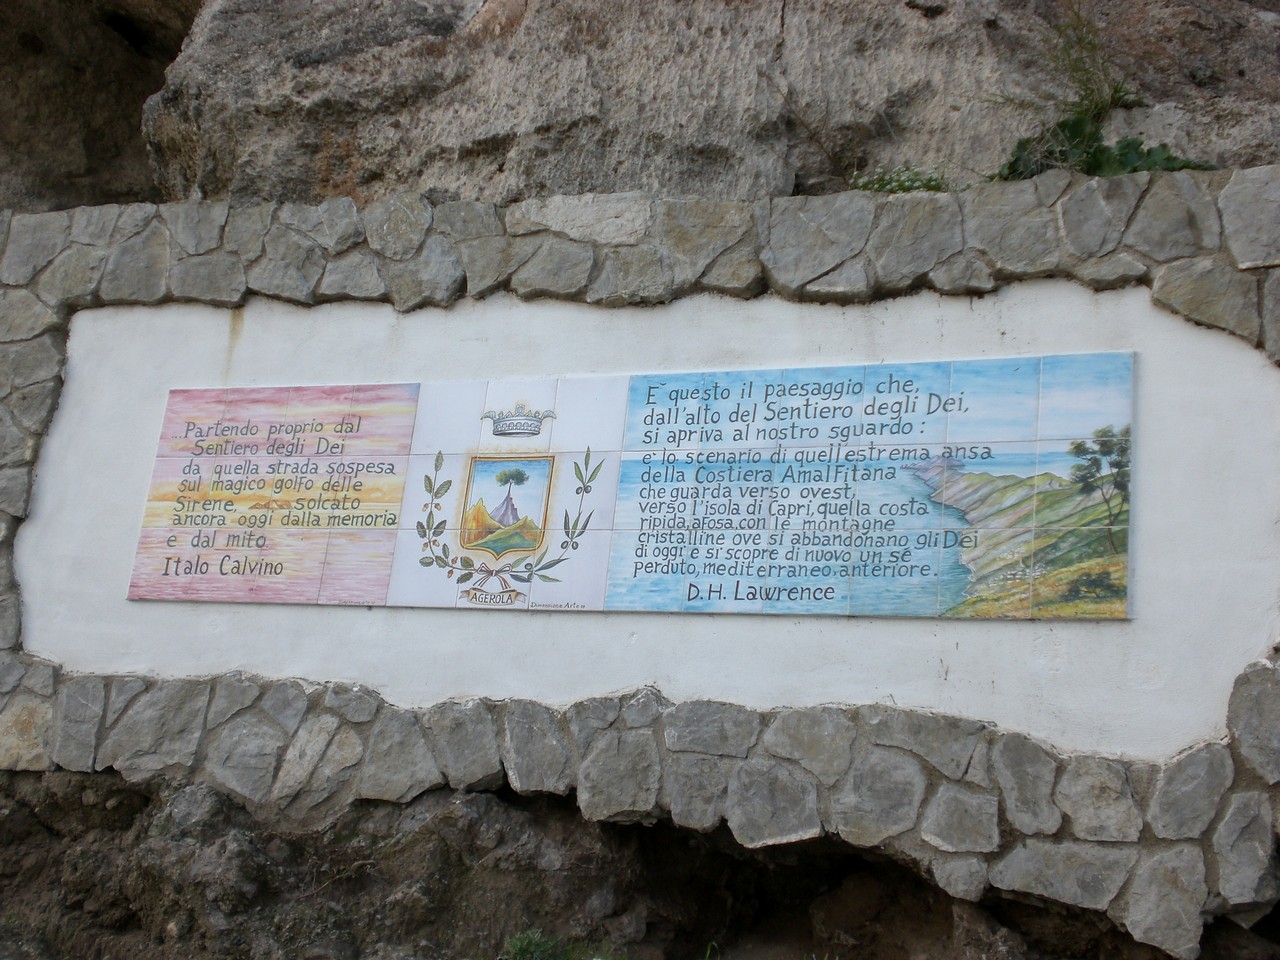 ...Partendo proprio dal
Sentiero degli Dei
da quella strada sospesa
sul magico golfo delle
Sirene, solcato
ancora oggi dalla memoria
e dal mito
Italo Calvino
AGEROLA
E' questo il paesaggio che,
dall'alto del Sentiero degli Dei,
si apriva al nostro sguardo:
e' lo scenario di quell'estrema ansa
della Costiera Amalfitana
che guarda verso ovest,
verso l'isola di Capri, quella costa
ripida, afosa, con le montagne
cristalline ove si abbandonano gli Dei
di oggi e si scopre di nuovo un sé
perduto, mediterraneo, anteriore.
D.H. Lawrence